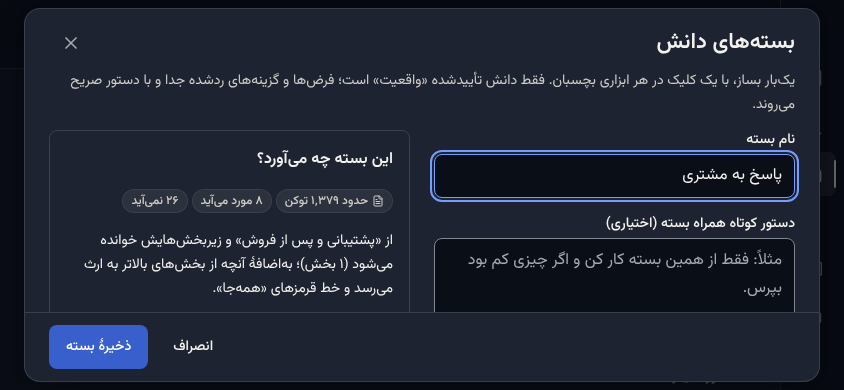 بسته‌های دانش
یک‌بار بساز، با یک کلیک در هر ابزاری بچسبان. فقط دانش تأییدشده «واقعیت» است؛ فرض‌ها و گزینه‌های ردشده جدا و با دستور صریح
می‌روند.
نام بسته
پاسخ به مشتری
دستور کوتاه همراه بسته (اختیاری)
مثلاً: فقط از همین بسته کار کن و اگر چیزی کم بود
بپرس.
این بسته چه می‌آورد؟
حدود ۱٬۳۷۹ توکن
۸ مورد می‌آید
۲۶ نمی‌آید
از «پشتیبانی و پس از فروش» و زیربخش‌هایش خوانده
می‌شود (۱ بخش)؛ به‌اضافهٔ آنچه از بخش‌های بالاتر به ارث
می‌رسد و خط قرمزهای «همه‌جا».
انصراف
ذخیرهٔ بسته